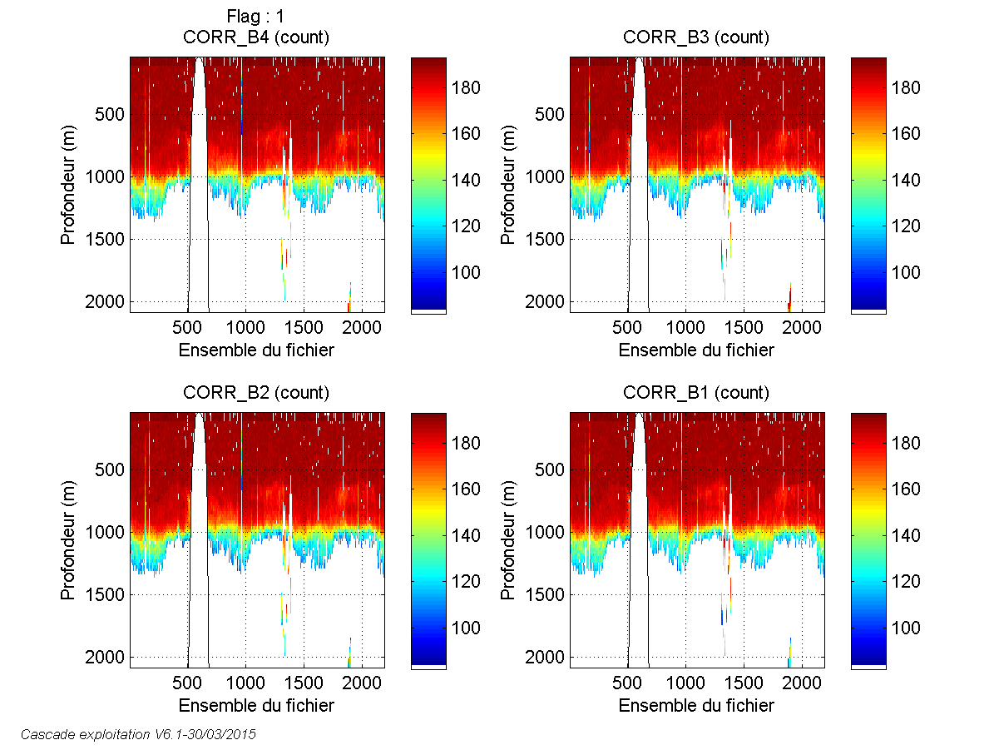 Flag : 1
CORR_B4 (count)
CORR_B3 (count)
Profondeur (m)
500
1000
1500
2000
500 1000 1500 2000
Ensemble du fichier
180
160
140
120
100
Profondeur (m)
500
1000
1500
2000
500 1000 1500 2000
Ensemble du fichier
180
160
140
120
100
CORR_B2 (count)
CORR_B1 (count)
Profondeur (m)
500
1000
1500
2000
500 1000 1500 2000
Ensemble du fichier
180
160
140
120
100
Profondeur (m)
500
1000
1500
2000
500 1000 1500 2000
Ensemble du fichier
180
160
140
120
100
Cascade exploitation V6.1-30/03/2015